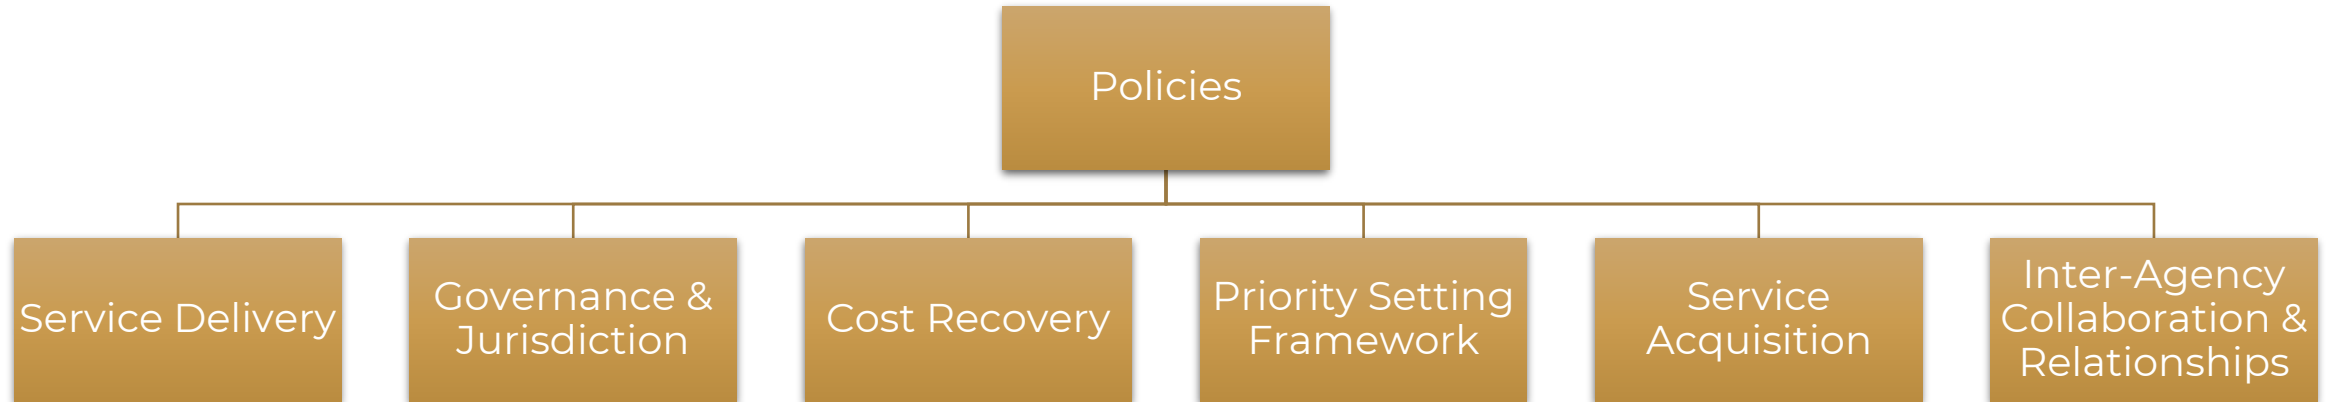 Policies
Service Delivery
Governance &
Jurisdiction
Cost Recovery
Priority Setting
Framework
Service
Acquisition
Inter-Agency
Collaboration &
Relationships